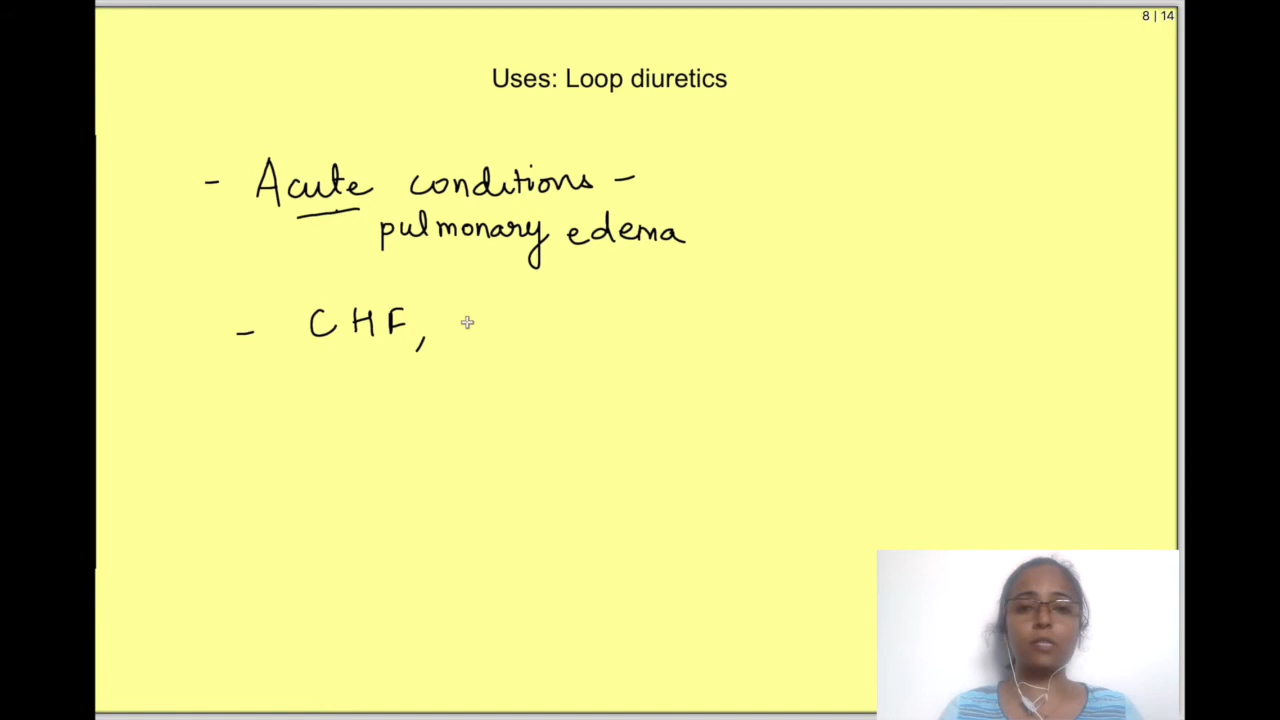 8 | 14
Uses: Loop diuretics
- Acute conditions -
pulmonary edema
- CHF,